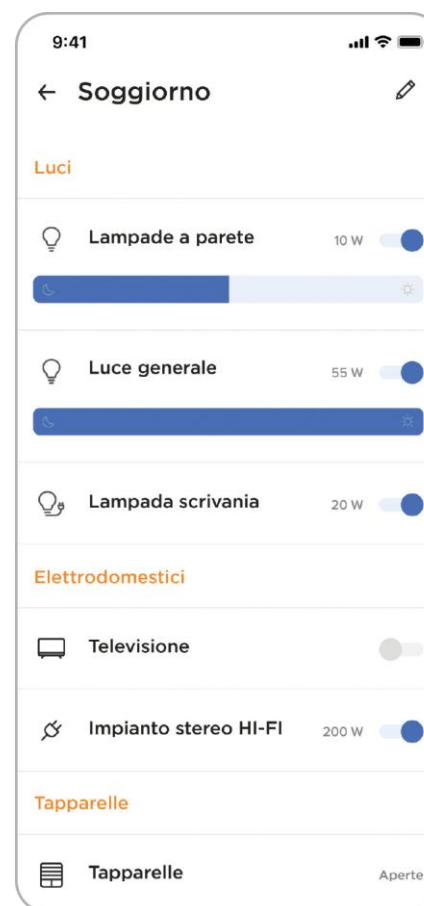 9:41
Soggiorno
Luci
Lampade a parete 10 W
Luce generale 55 W
Lampada scrivania 20 W
Elettrodomestici
Televisione
Impianto stereo HI-FI 200 W
Tapparelle
Tapparelle Aperte